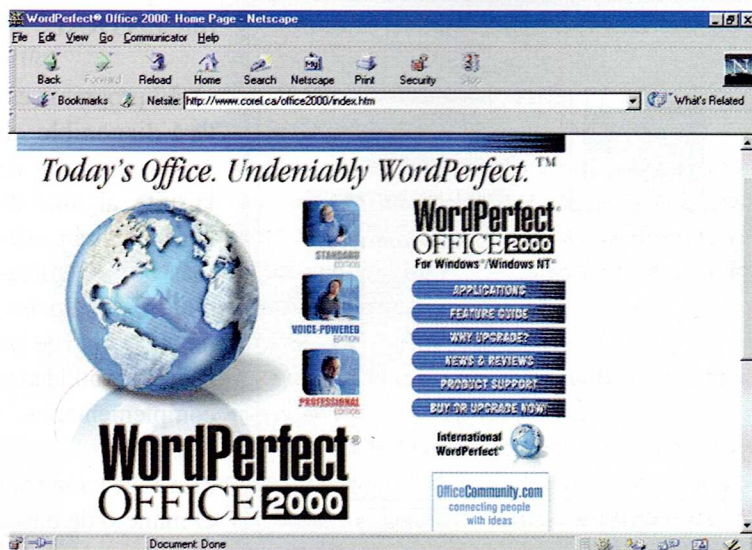 WordPerfect® Office 2000: Home Page - Netscape
File Edit View Go Communicator Help
Back Forward Reload Home Search Netscape Print Security Stop
Bookmarks Netsite: http://www.corel.ca/office2000/index.htm What's Related
Today's Office. Undeniably WordPerfect.™
STANDARD
EDITION
VOICE-POWERED
EDITION
PROFESSIONAL
EDITION
WordPerfect®
OFFICE 2000
WordPerfect®
OFFICE 2000
For Windows®/Windows NT®
APPLICATIONS
FEATURE GUIDE
WHY UPGRADE?
NEWS & REVIEWS
PRODUCT SUPPORT
BUY OR UPGRADE NOW!
International
WordPerfect®
OfficeCommunity.com
connecting people
with ideas
Document: Done